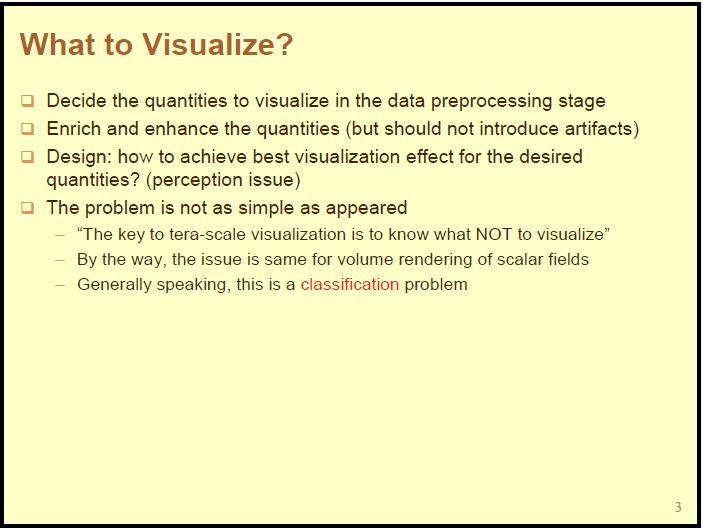 What to Visualize?
❑ Decide the quantities to visualize in the data preprocessing stage
❑ Enrich and enhance the quantities (but should not introduce artifacts)
❑ Design: how to achieve best visualization effect for the desired
quantities? (perception issue)
❑ The problem is not as simple as appeared
– “The key to tera-scale visualization is to know what NOT to visualize”
– By the way, the issue is same for volume rendering of scalar fields
– Generally speaking, this is a classification problem
3